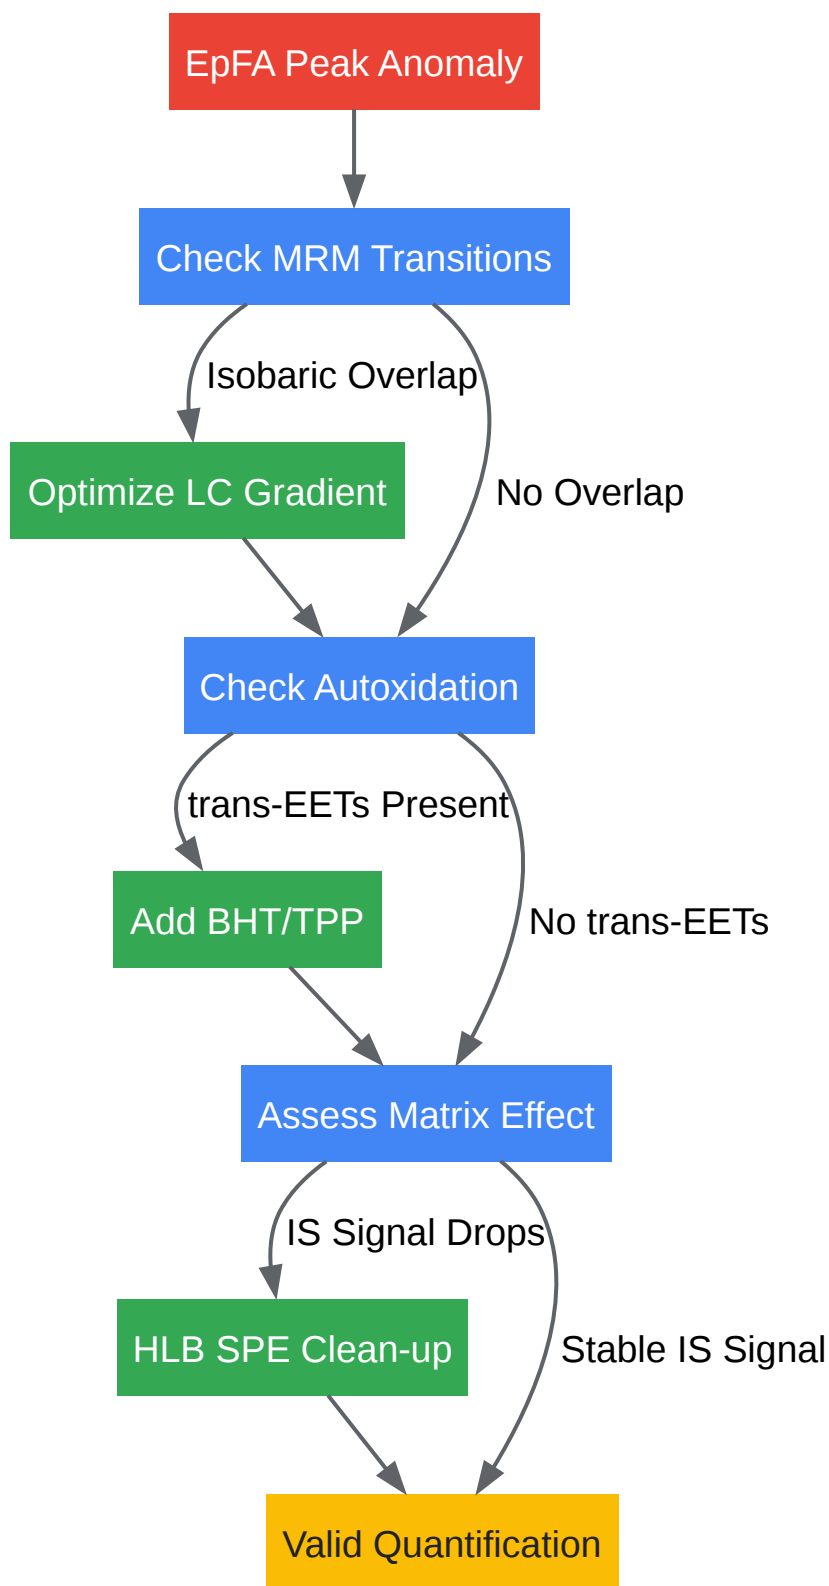 EpFA Peak Anomaly
Check MRM Transitions
Isobaric Overlap
Optimize LC Gradient
No Overlap
Check Autoxidation
trans-EETs Present
Add BHT/TPP
No trans-EETs
Assess Matrix Effect
IS Signal Drops
HLB SPE Clean-up
Stable IS Signal
Valid Quantification